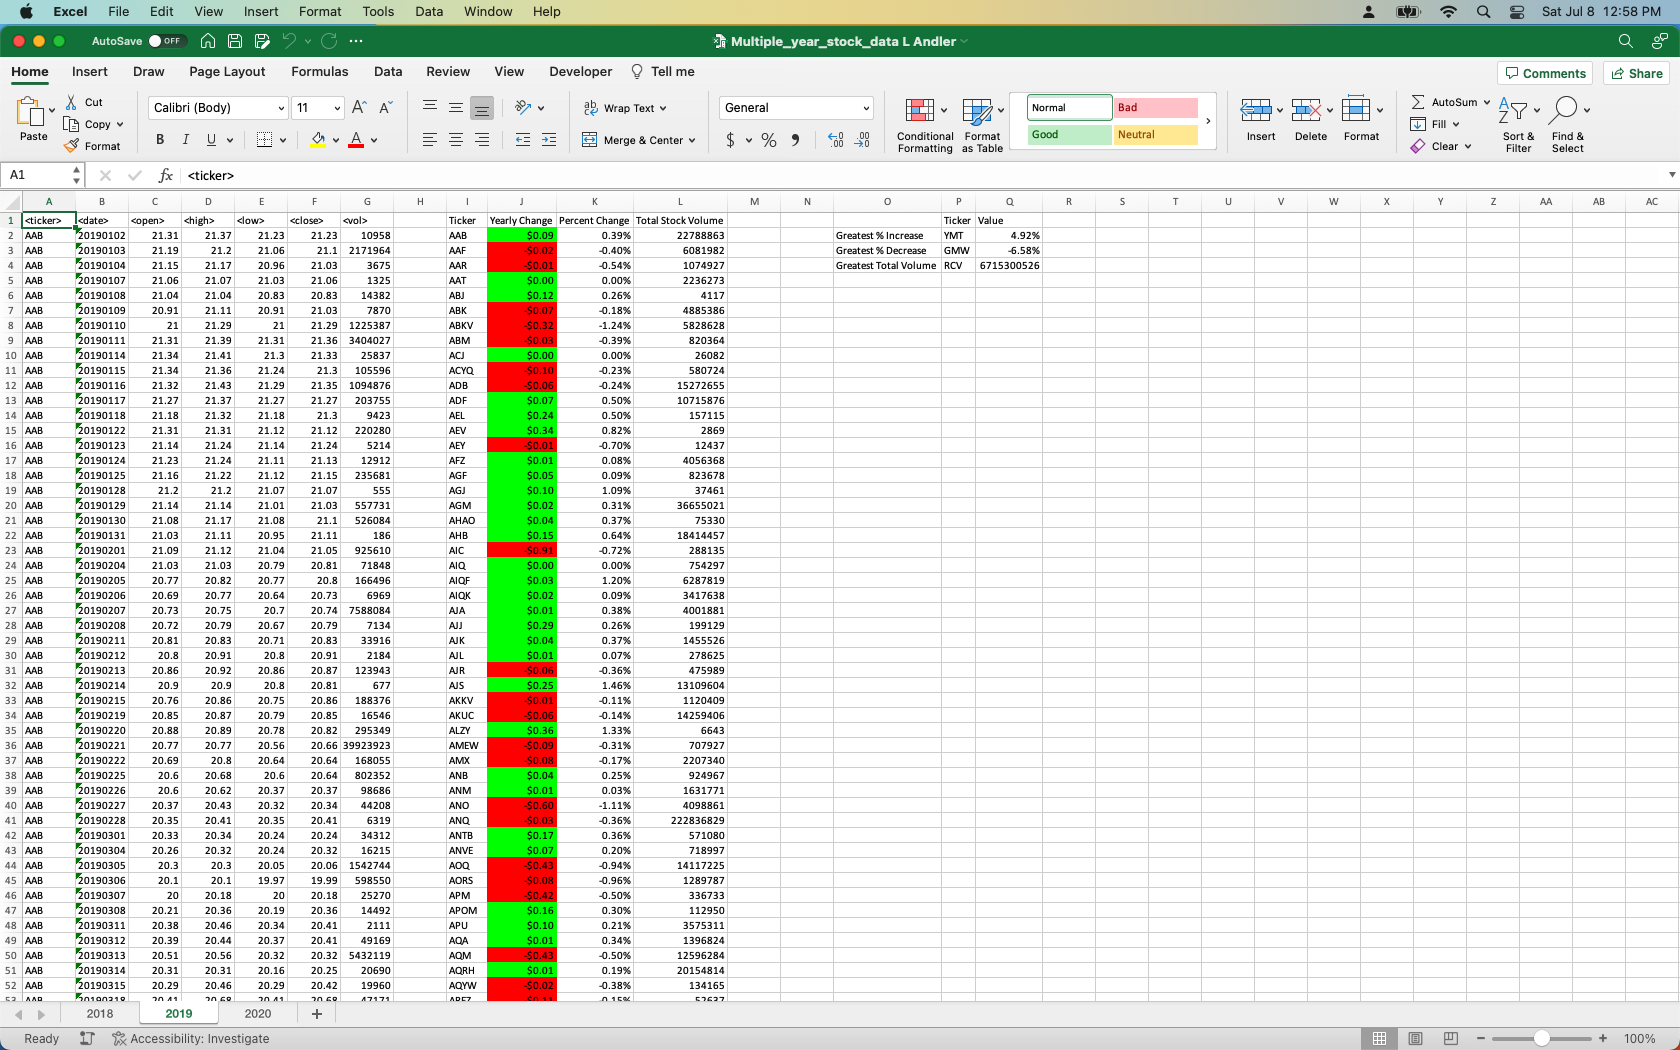 Excel File Edit View Insert Format Tools Data Window Help Sat Jul 8 12:58 PM
AutoSave OFF Multiple_year_stock_data L Andler
Home Insert Draw Page Layout Formulas Data Review View Developer Tell me Comments Share
Paste Cut Copy Format
Calibri (Body) 11 B I U A
Wrap Text Merge & Center
General $ %
Conditional Formatting Format as Table
Normal Bad Good Neutral
Insert Delete Format
AutoSum Fill Clear Sort & Filter Find & Select
A1 fx <ticker>
A B C D E F G H I J K L M N O P Q R S T U V W X Y Z AA AB AC
1 <ticker> <date> <open> <high> <low> <close> <vol> Ticker Yearly Change Percent Change Total Stock Volume Ticker Value
2 AAB 20190102 21.31 21.37 21.23 21.23 10958 AAB $0.09 0.39% 22788863 Greatest % Increase YMT 4.92%
3 AAB 20190103 21.19 21.2 21.06 21.1 2171964 AAF -$0.02 -0.40% 6081982 Greatest % Decrease GMW -6.58%
4 AAB 20190104 21.15 21.17 20.96 21.03 3675 AAR -$0.01 -0.54% 1074927 Greatest Total Volume RCV 6715300526
5 AAB 20190107 21.06 21.07 21.03 21.06 1325 AAT $0.00 0.00% 2236273
6 AAB 20190108 21.04 21.04 20.83 20.83 14382 ABJ $0.12 0.26% 4117
7 AAB 20190109 20.91 21.11 20.91 21.03 7870 ABK -$0.07 -0.18% 4885386
8 AAB 20190110 21 21.29 21 21.29 1225387 ABKV -$0.32 -1.24% 5828628
9 AAB 20190111 21.31 21.39 21.31 21.36 3404027 ABM -$0.03 -0.39% 820364
10 AAB 20190114 21.34 21.41 21.3 21.33 25837 ACJ $0.00 0.00% 26082
11 AAB 20190115 21.34 21.36 21.24 21.3 105596 ACYQ -$0.10 -0.23% 580724
12 AAB 20190116 21.32 21.43 21.29 21.35 1094876 ADB -$0.06 -0.24% 15272655
13 AAB 20190117 21.27 21.37 21.27 21.27 203755 ADF $0.07 0.50% 10715876
14 AAB 20190118 21.18 21.32 21.18 21.3 9423 AEL $0.24 0.50% 157115
15 AAB 20190122 21.31 21.31 21.12 21.12 220280 AEV $0.34 0.82% 2869
16 AAB 20190123 21.14 21.24 21.14 21.24 5214 AEY -$0.01 -0.70% 12437
17 AAB 20190124 21.23 21.24 21.11 21.13 12912 AFZ $0.01 0.08% 4056368
18 AAB 20190125 21.16 21.22 21.12 21.15 235681 AGF $0.05 0.09% 823678
19 AAB 20190128 21.2 21.2 21.07 21.07 555 AGJ $0.10 1.09% 37461
20 AAB 20190129 21.14 21.14 21.01 21.03 557731 AGM $0.02 0.31% 36655021
21 AAB 20190130 21.08 21.17 21.08 21.1 526084 AHAO $0.04 0.37% 75330
22 AAB 20190131 21.03 21.11 20.95 21.11 186 AHB $0.15 0.64% 18414457
23 AAB 20190201 21.09 21.12 21.04 21.05 925610 AIC -$0.91 -0.72% 288135
24 AAB 20190204 21.03 21.03 20.79 20.81 71848 AIQ $0.00 0.00% 754297
25 AAB 20190205 20.77 20.82 20.77 20.8 166496 AIQF $0.03 1.20% 6287819
26 AAB 20190206 20.69 20.77 20.64 20.73 6969 AIQK $0.02 0.09% 3417638
27 AAB 20190207 20.73 20.75 20.7 20.74 7588084 AJA $0.01 0.38% 4001881
28 AAB 20190208 20.72 20.79 20.67 20.79 7134 AJJ $0.29 0.26% 199129
29 AAB 20190211 20.81 20.83 20.71 20.83 33916 AJK $0.04 0.37% 1455526
30 AAB 20190212 20.8 20.91 20.8 20.91 2184 AJL $0.01 0.07% 278625
31 AAB 20190213 20.86 20.92 20.86 20.87 123943 AJR -$0.06 -0.36% 475989
32 AAB 20190214 20.9 20.9 20.8 20.81 677 AJS $0.25 1.46% 13109604
33 AAB 20190215 20.76 20.86 20.75 20.86 188376 AKKV -$0.01 -0.11% 1120409
34 AAB 20190219 20.85 20.87 20.79 20.85 16546 AKUC -$0.06 -0.14% 14259406
35 AAB 20190220 20.88 20.89 20.78 20.82 295349 ALZY $0.36 1.33% 6643
36 AAB 20190221 20.77 20.77 20.56 20.66 39923923 AMEW -$0.09 -0.31% 707927
37 AAB 20190222 20.69 20.8 20.64 20.64 168055 AMX -$0.08 -0.17% 2207340
38 AAB 20190225 20.6 20.68 20.6 20.64 802352 ANB $0.04 0.25% 924967
39 AAB 20190226 20.6 20.62 20.37 20.37 98686 ANM $0.01 0.03% 1631771
40 AAB 20190227 20.37 20.43 20.32 20.34 44208 ANO -$0.60 -1.11% 4098861
41 AAB 20190228 20.35 20.41 20.35 20.41 6319 ANQ -$0.03 -0.36% 222836829
42 AAB 20190301 20.33 20.34 20.24 20.24 34312 ANTB $0.17 0.36% 571080
43 AAB 20190304 20.26 20.32 20.24 20.32 16215 ANVE $0.07 0.20% 718997
44 AAB 20190305 20.3 20.3 20.05 20.06 1542744 AOQ -$0.43 -0.94% 14117225
45 AAB 20190306 20.1 20.1 19.97 19.99 598550 AORS -$0.08 -0.96% 1289787
46 AAB 20190307 20 20.18 20 20.18 25270 APM -$0.42 -0.50% 336733
47 AAB 20190308 20.21 20.36 20.19 20.36 14492 APOM $0.16 0.30% 112950
48 AAB 20190311 20.38 20.46 20.34 20.41 2111 APU $0.10 0.21% 3575311
49 AAB 20190312 20.39 20.44 20.37 20.41 49169 AQA $0.01 0.34% 1396824
50 AAB 20190313 20.51 20.56 20.32 20.32 5432119 AQM -$0.43 -0.50% 12596284
51 AAB 20190314 20.31 20.31 20.16 20.25 20690 AQRH $0.01 0.19% 20154814
52 AAB 20190315 20.29 20.46 20.29 20.42 19960 AQYW -$0.02 -0.38% 134165
2018 2019 2020 +
Ready Accessibility: Investigate 100%